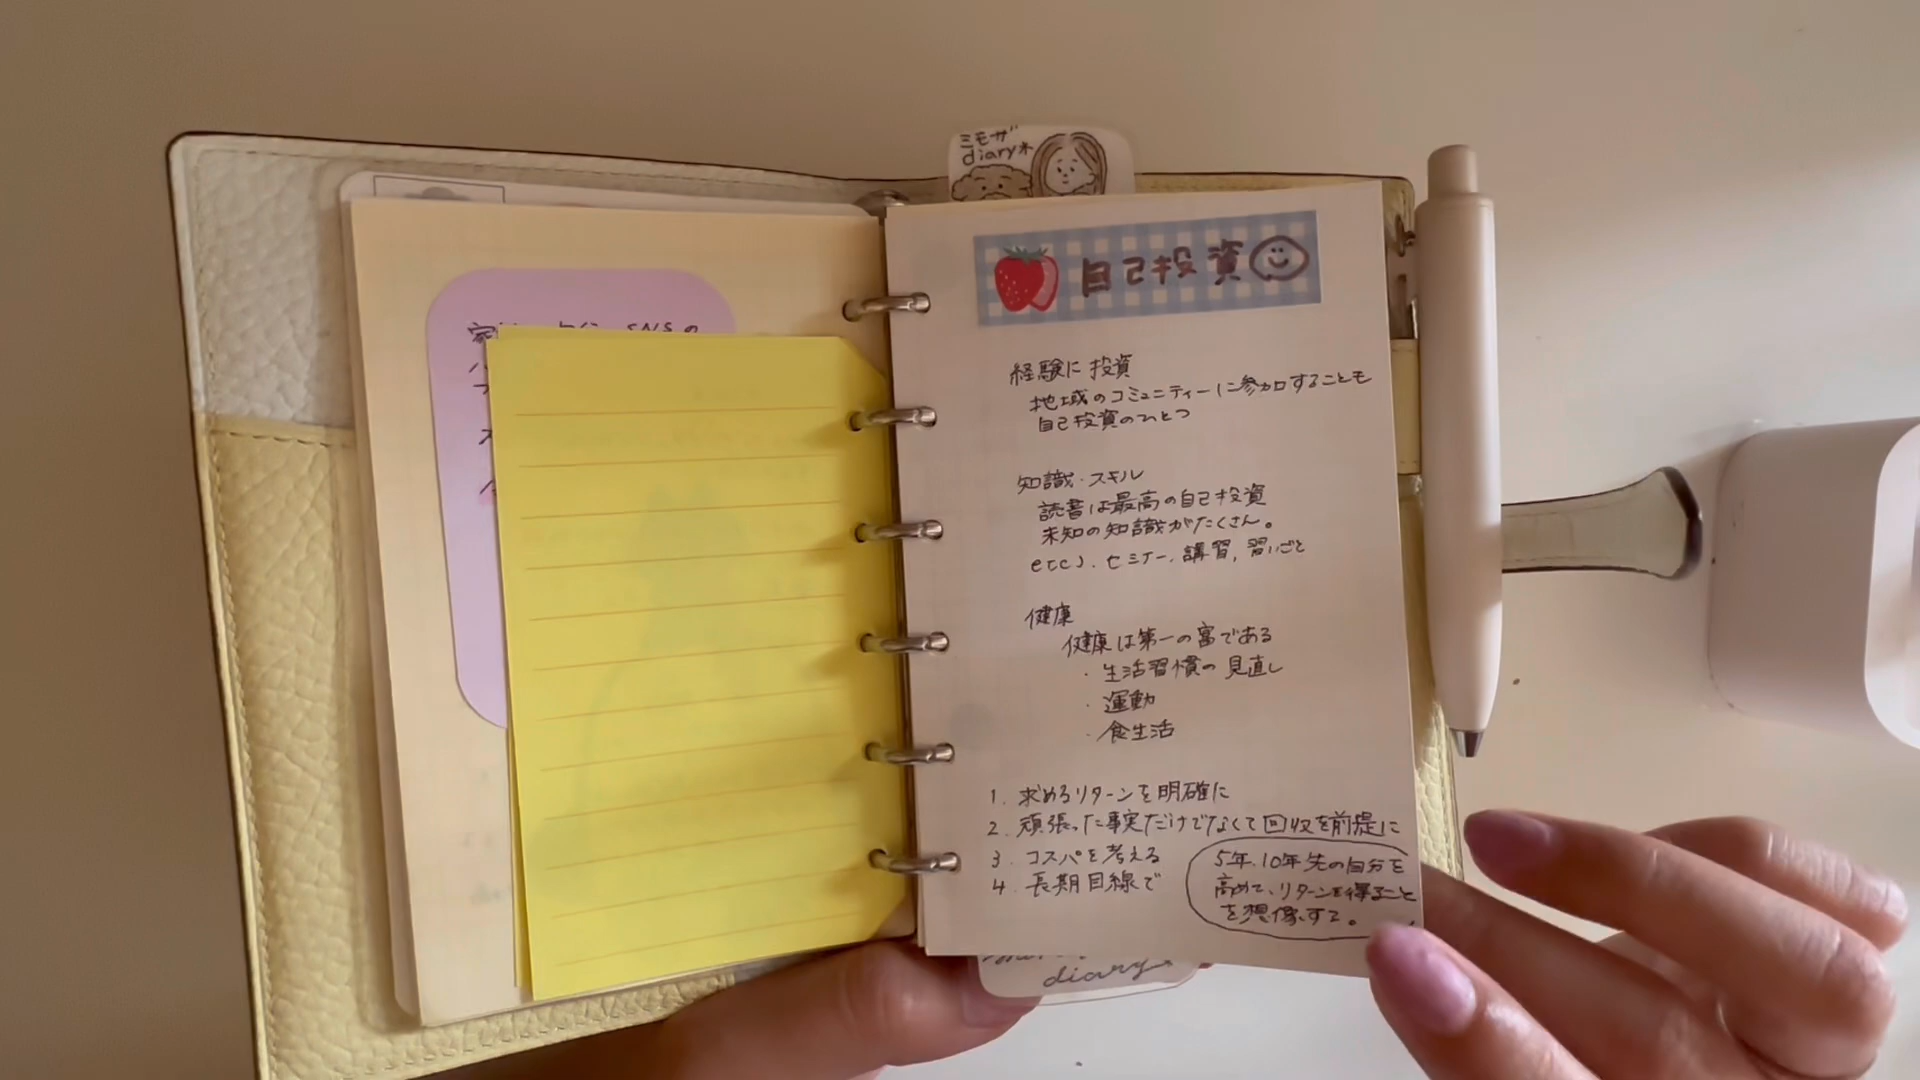 ミモザ
diary*
家
SNSの
自己投資
経験に投資
地域のコミュニティーに参加することも
自己投資のひとつ
知識・スキル
読書は最高の自己投資
未知の知識がたくさん。
etc). セミナー, 講習, 習いごと
健康
健康は第一の富である
・生活習慣の見直し
・運動
・食生活
1. 求めるリターンを明確に
2. 頑張った事実だけでなくて回収を前提に
3. コスパを考える
4. 長期目線で
5年、10年先の自分を
高めて、リターンを得ること
を想像する。
diary